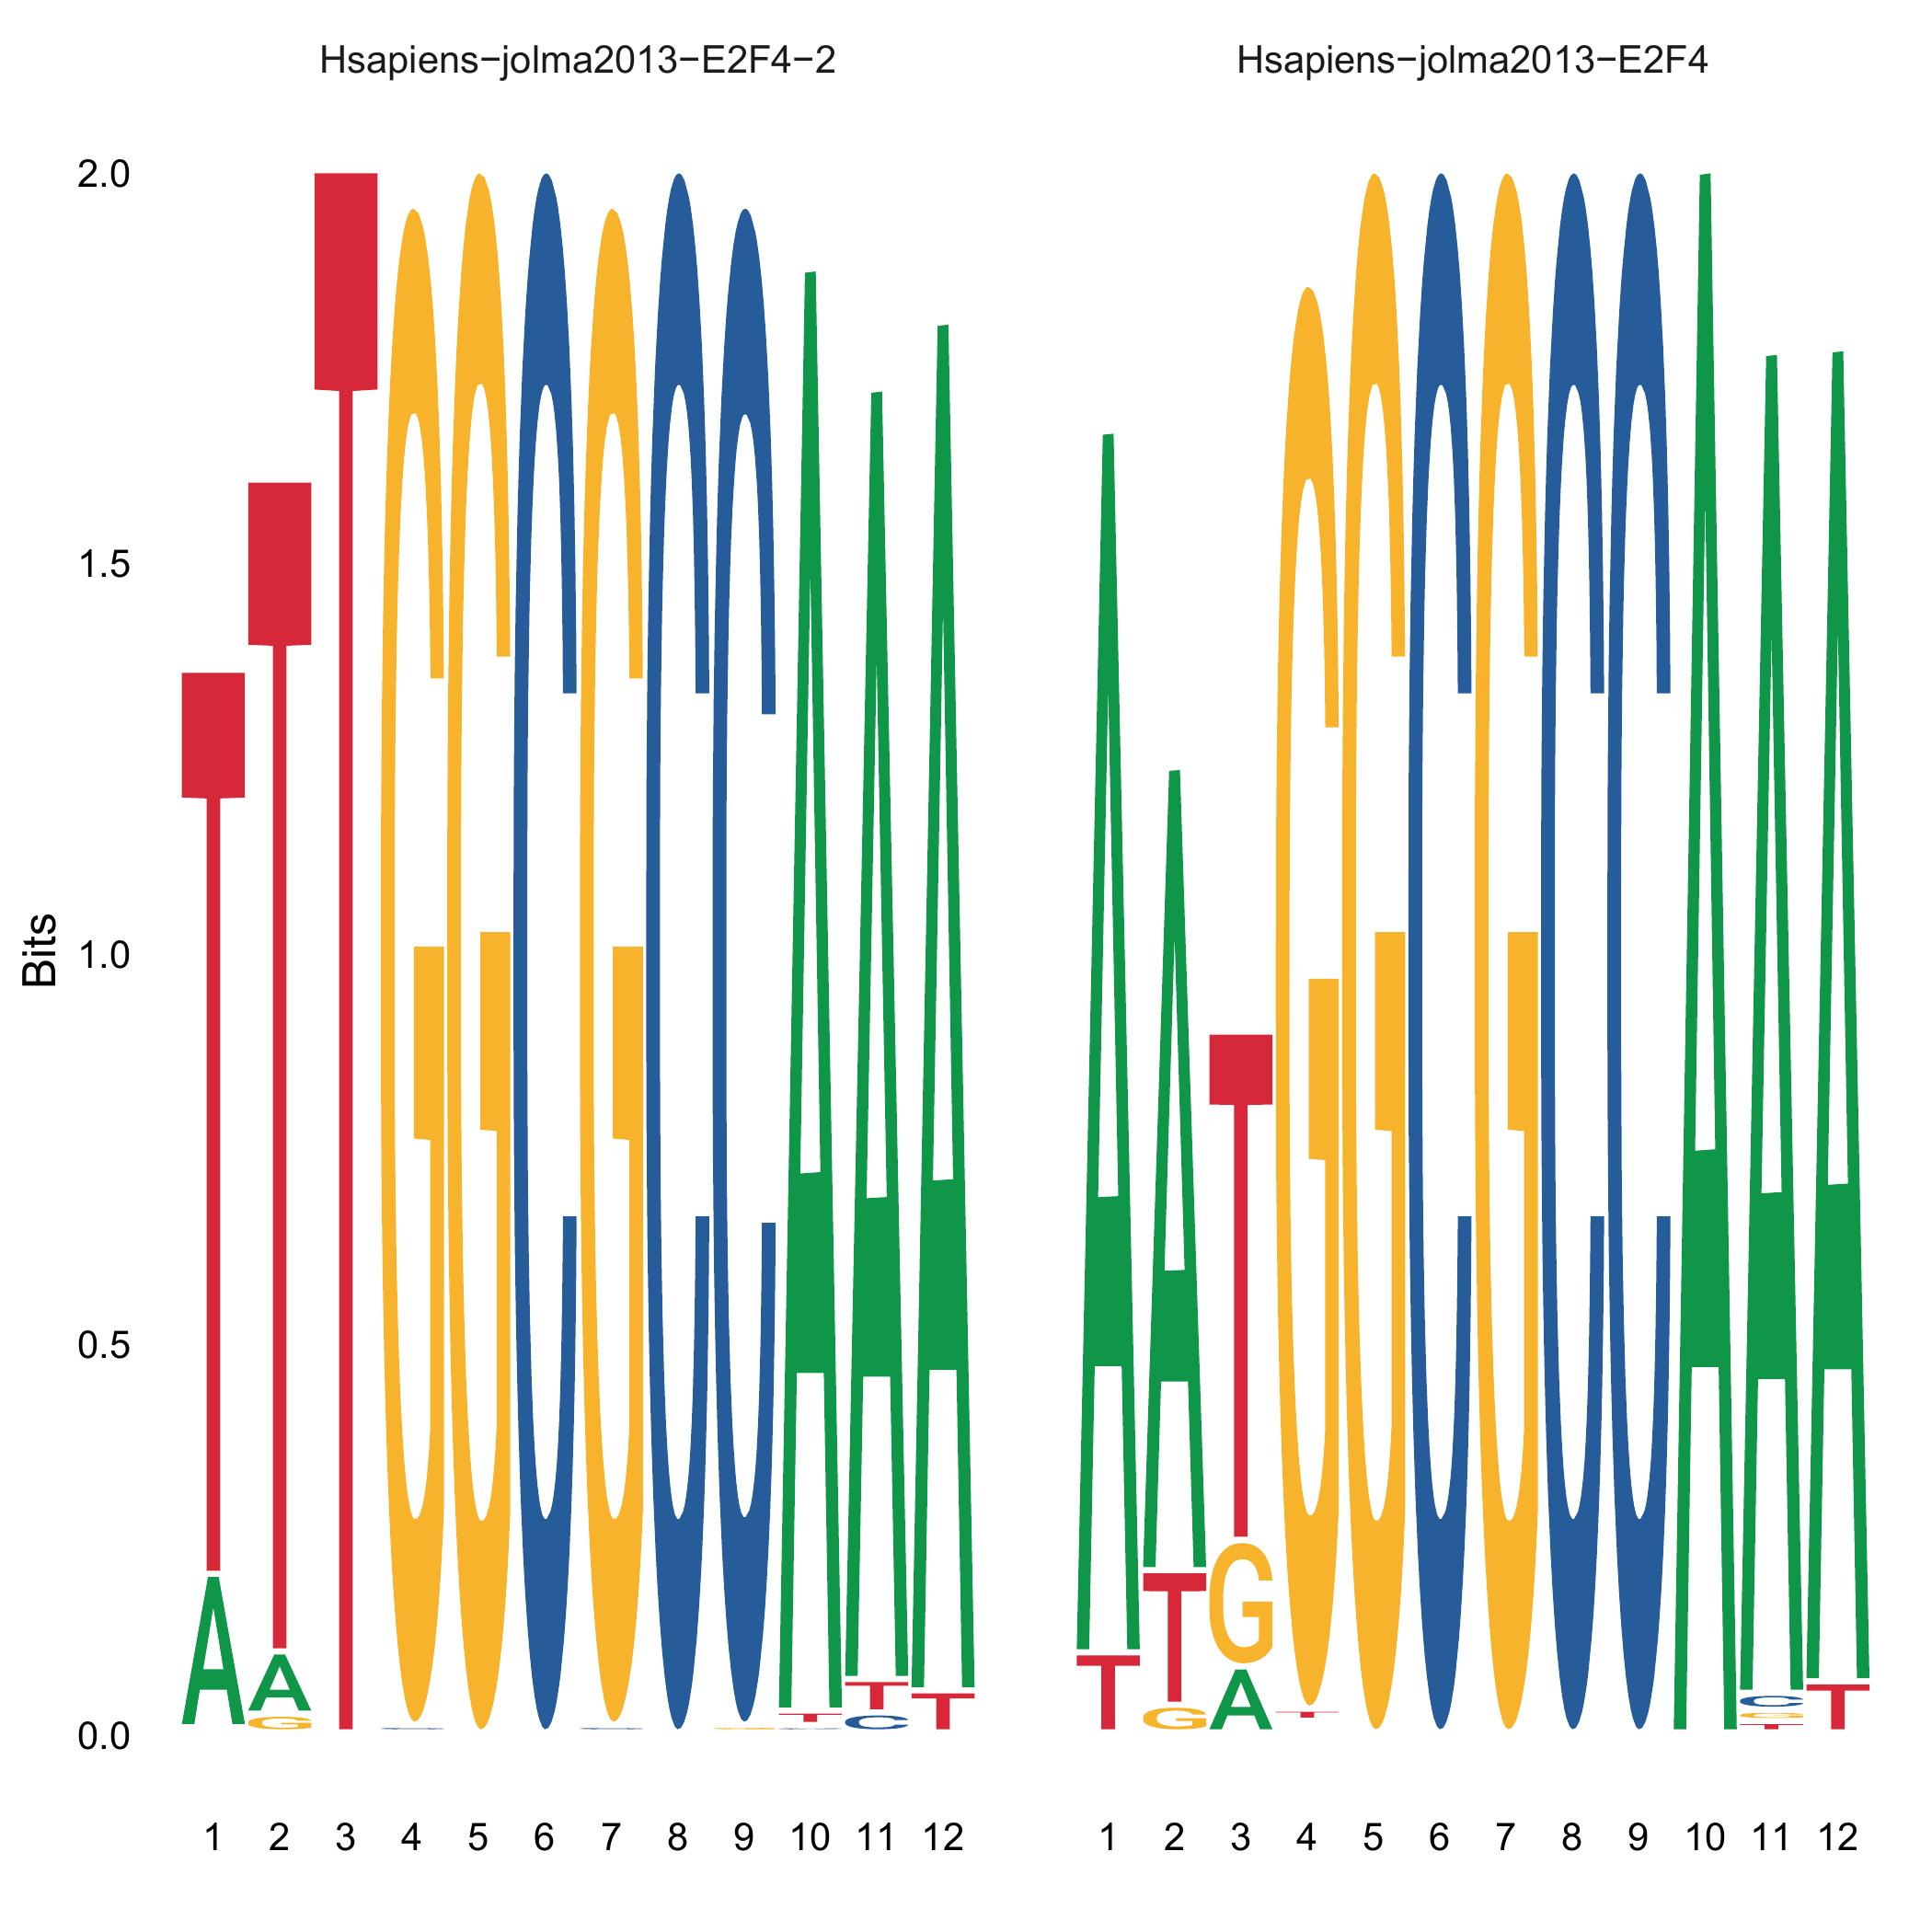 Hsapiens−jolma2013−E2F4−2
Hsapiens−jolma2013−E2F4
Bits
2.0
1.5
1.0
0.5
0.0
T T T G G C G C C A A A
A A T T T
G C
A A T G G C G C C A A A
T T G T C T
G A G
T
1 2 3 4 5 6 7 8 9 10 11 12
1 2 3 4 5 6 7 8 9 10 11 12